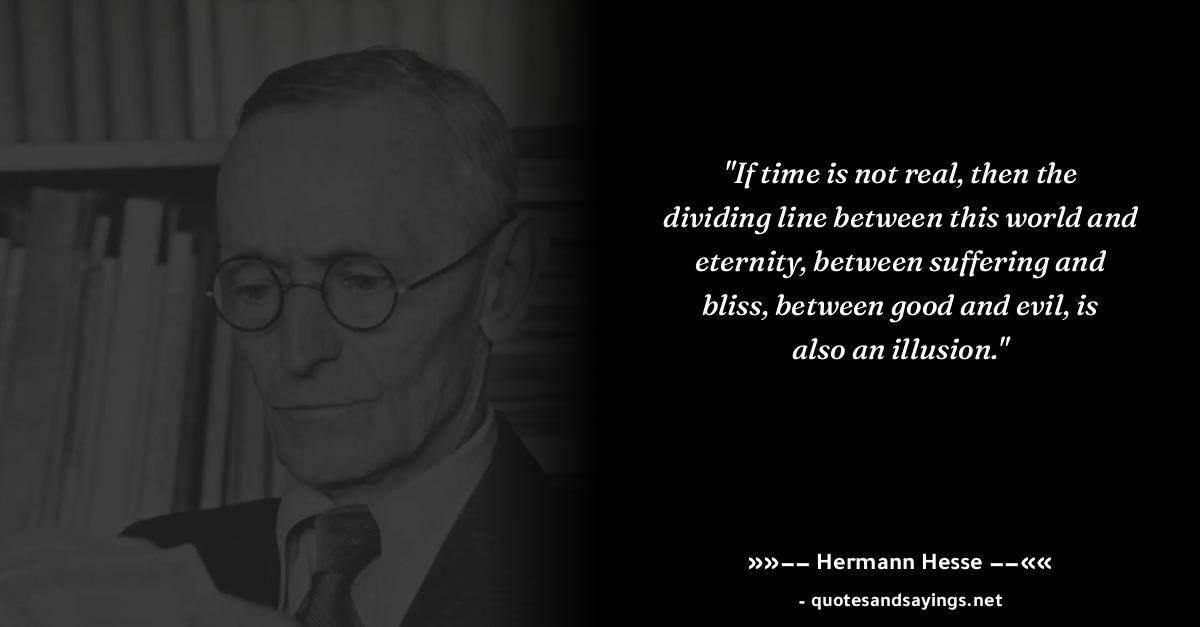 "If time is not real, then the
dividing line between this world and
eternity, between suffering and
bliss, between good and evil, is
also an illusion."
»»−− Hermann Hesse −−««
- quotesandsayings.net